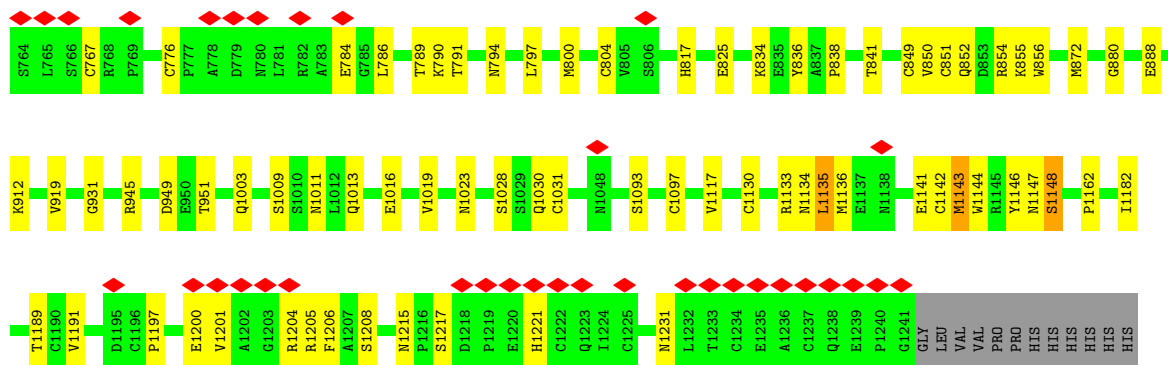 S764 L765 S766 C767 R768 P769 C776 P777 A778 D779 N780 L781 R782 A783 E784 G785 L786 T789 K790 T791 N794 L797 M800 C804 V805 S806 H817 E825 K834 E835 Y836 A837 P838 T841 C849 V850 C851 Q852 D853 R854 K855 W856 M872 G880 E888
K912 V919 G931 R945 D949 E950 T951 Q1003 S1009 S1010 N1011 L1012 Q1013 E1016 V1019 N1023 S1028 S1029 Q1030 C1031 N1048 S1093 C1097 V1117 C1130 R1133 N1134 L1135 M1136 E1137 N1138 E1141 C1142 M1143 W1144 R1145 Y1146 N1147 S1148 P1162 I1182
T1189 C1190 V1191 D1195 C1196 P1197 E1200 V1201 A1202 G1203 R1204 R1205 F1206 A1207 S1208 N1215 P1216 S1217 D1218 P1219 E1220 H1221 C1222 Q1223 I1224 C1225 N1231 L1232 T1233 C1234 E1235 A1236 C1237 Q1238 E1239 P1240 G1241 GLY LEU VAL VAL PRO PRO HIS HIS HIS HIS HIS HIS